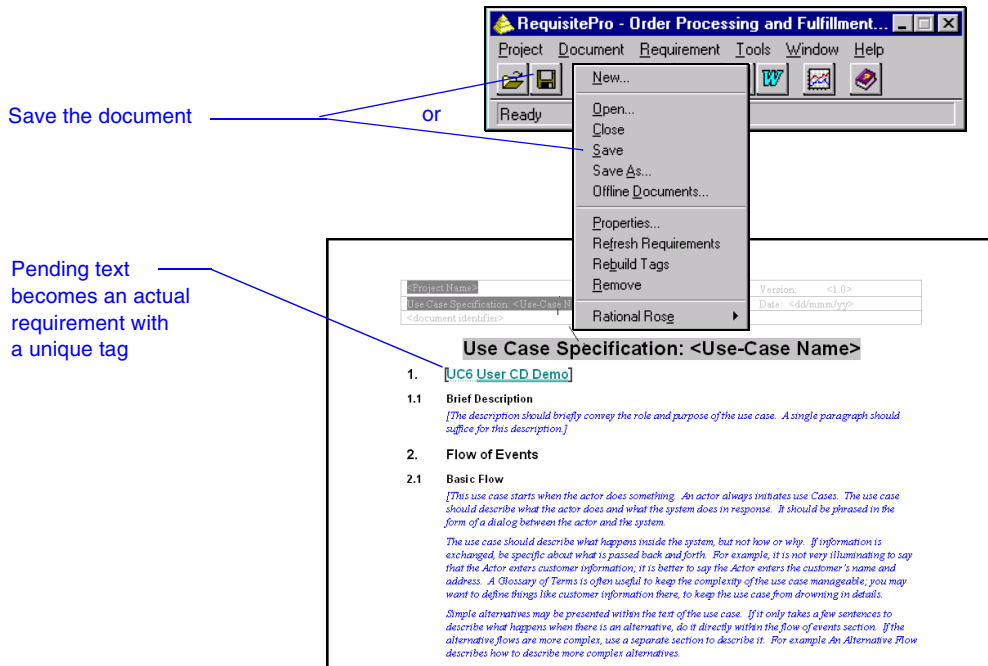 RequisitePro - Order Processing and Fulfillment...
Project Document Requirement Tools Window Help
Ready
New...
Open...
Close
Save
Save As...
Offline Documents...
Properties...
Refresh Requirements
Rebuild Tags
Remove
Rational Rose
Save the document
or
Pending text
becomes an actual
requirement with
a unique tag
<Project Name>
Version: <1.0>
Use Case Specification: <Use-Case N
Date: <dd/mmm/yy>
<document identifier>
Use Case Specification: <Use-Case Name>
1. [UC6 User CD Demo]
1.1 Brief Description
[The description should briefly convey the role and purpose of the use case. A single paragraph should
suffice for this description.]
2. Flow of Events
2.1 Basic Flow
[This use case starts when the actor does something. An actor always initiates use Cases. The use case
should describe what the actor does and what the system does in response. It should be phrased in the
form of a dialog between the actor and the system.
The use case should describe what happens inside the system, but not how or why. If information is
exchanged, be specific about what is passed back and forth. For example, it is not very illuminating to say
that the Actor enters customer information; it is better to say the Actor enters the customer's name and
address. A Glossary of Terms is often useful to keep the complexity of the use case manageable; you may
want to define things like customer information there, to keep the use case from drowning in details.
Simple alternatives may be presented within the text of the use case. If it only takes a few sentences to
describe what happens when there is an alternative, do it directly within the flow of events section. If the
alternative flows are more complex, use a separate section to describe it. For example An Alternative Flow
describes how to describe more complex alternatives.